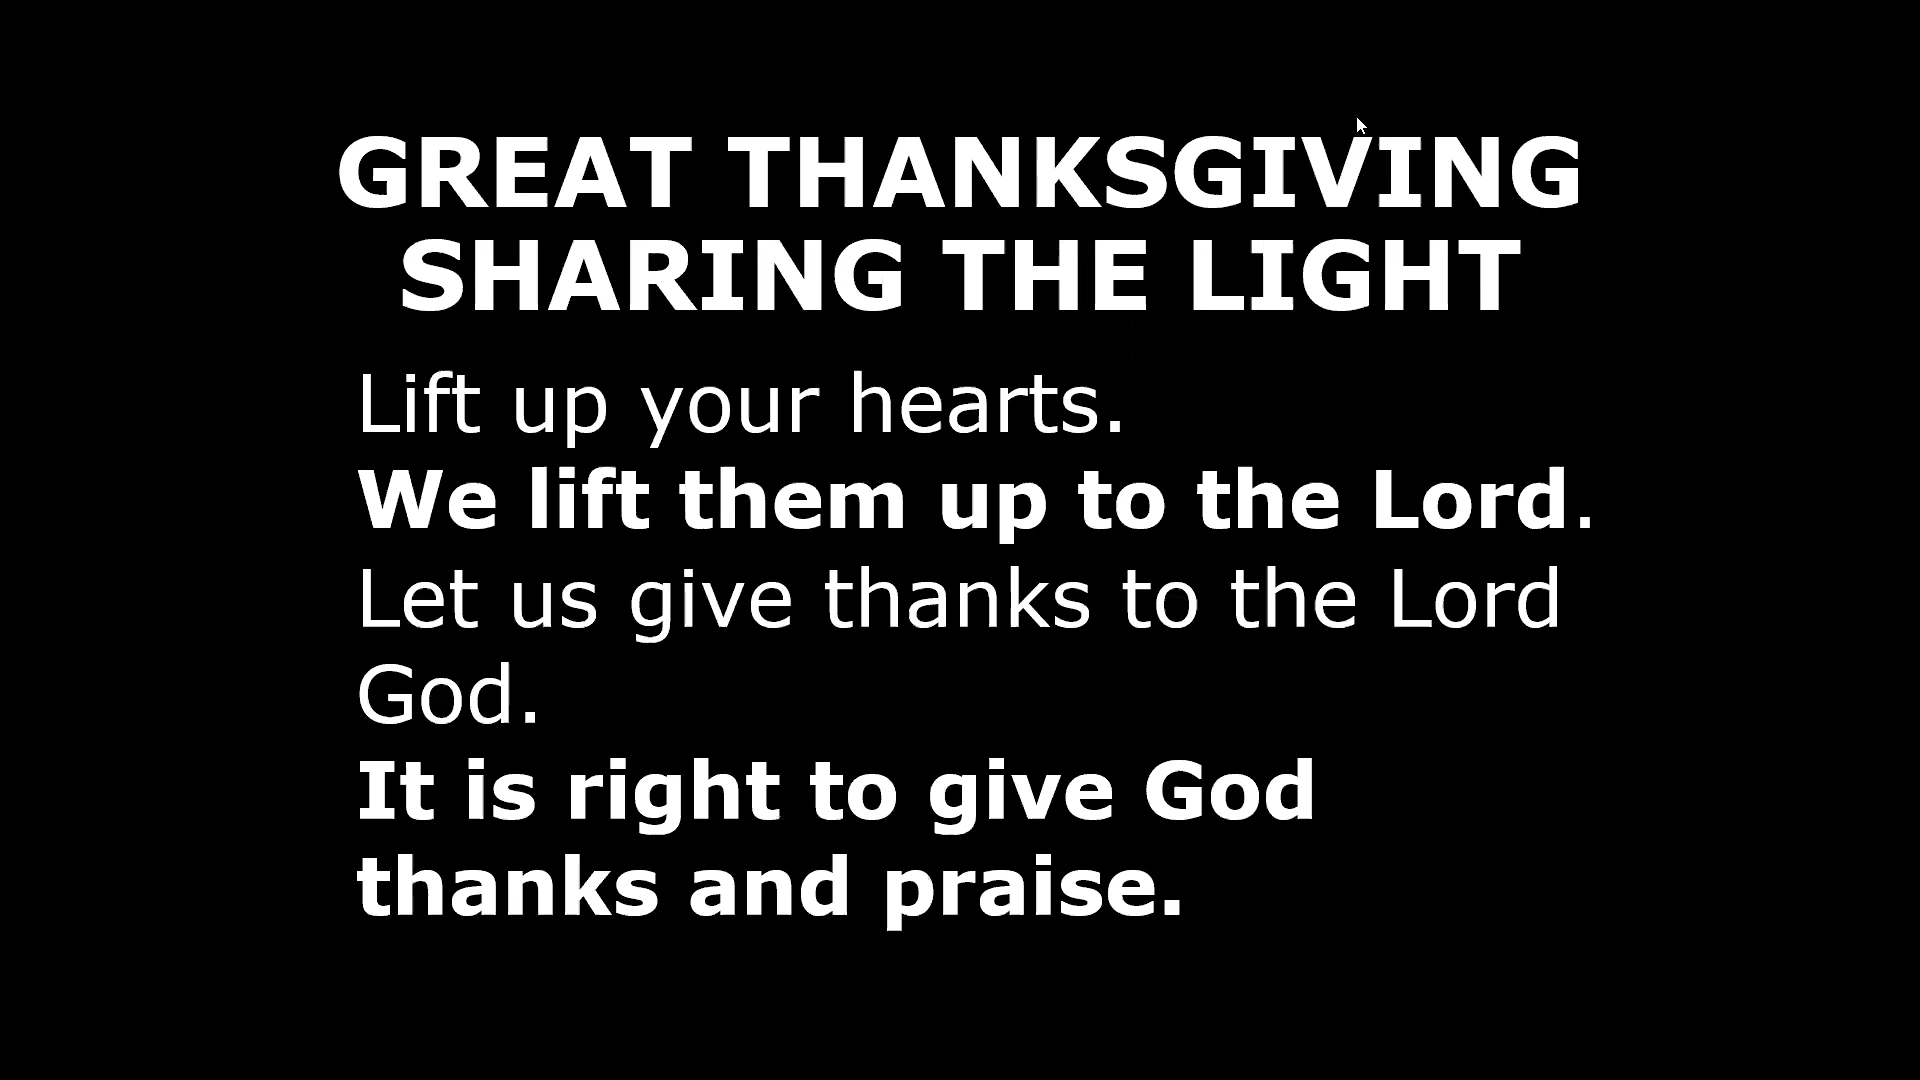 GREAT THANKSGIVING
SHARING THE LIGHT
Lift up your hearts.
We lift them up to the Lord.
Let us give thanks to the Lord
God.
It is right to give God
thanks and praise.